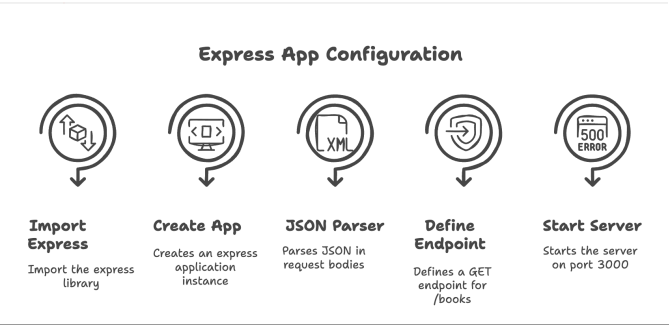 Express App Configuration
XML
500
ERROR
Import
Express
Import the express
library
Create App
Creates an express
application
instance
JSON Parser
Parses JSON in
request bodies
Define
Endpoint
Defines a GET
endpoint for
/books
Start Server
Starts the server
on port 3000